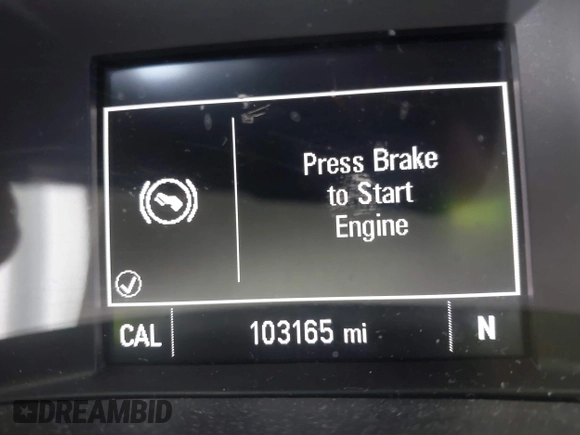 Press Brake
to Start
Engine
CAL 103165 mi N
DREAMBID